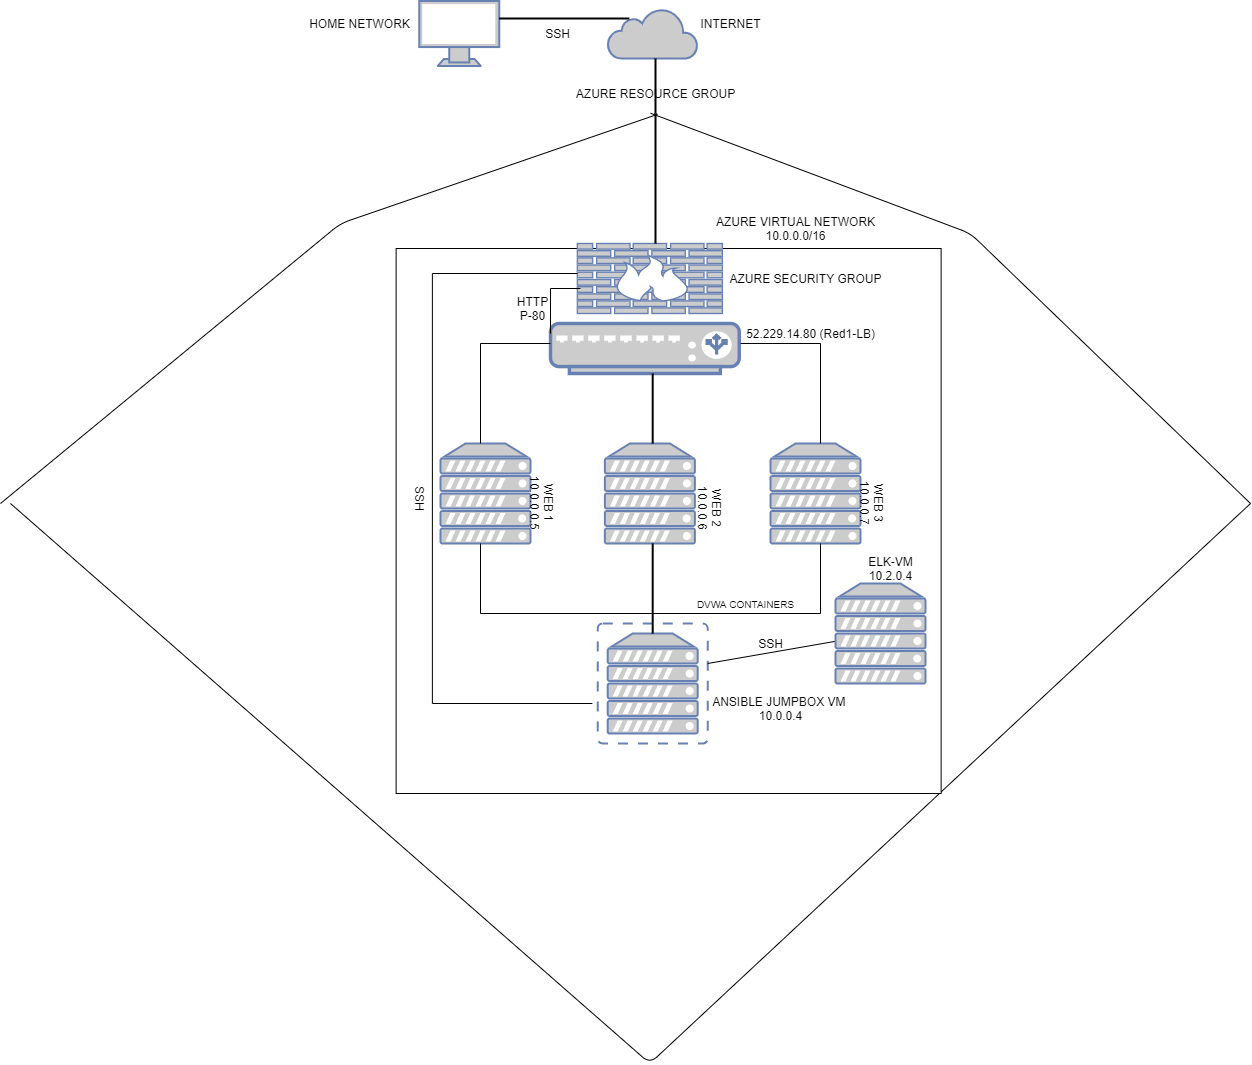 HOME NETWORK
INTERNET
SSH
AZURE RESOURCE GROUP
AZURE VIRTUAL NETWORK
10.0.0.0/16
AZURE SECURITY GROUP
HTTP
P-80
52.229.14.80 (Red1-LB)
SSH
WEB 1
10.0.0.5
WEB 2
10.0.0.6
WEB 3
10.0.0.7
ELK-VM
10.2.0.4
DVWA CONTAINERS
SSH
ANSIBLE JUMPBOX VM
10.0.0.4